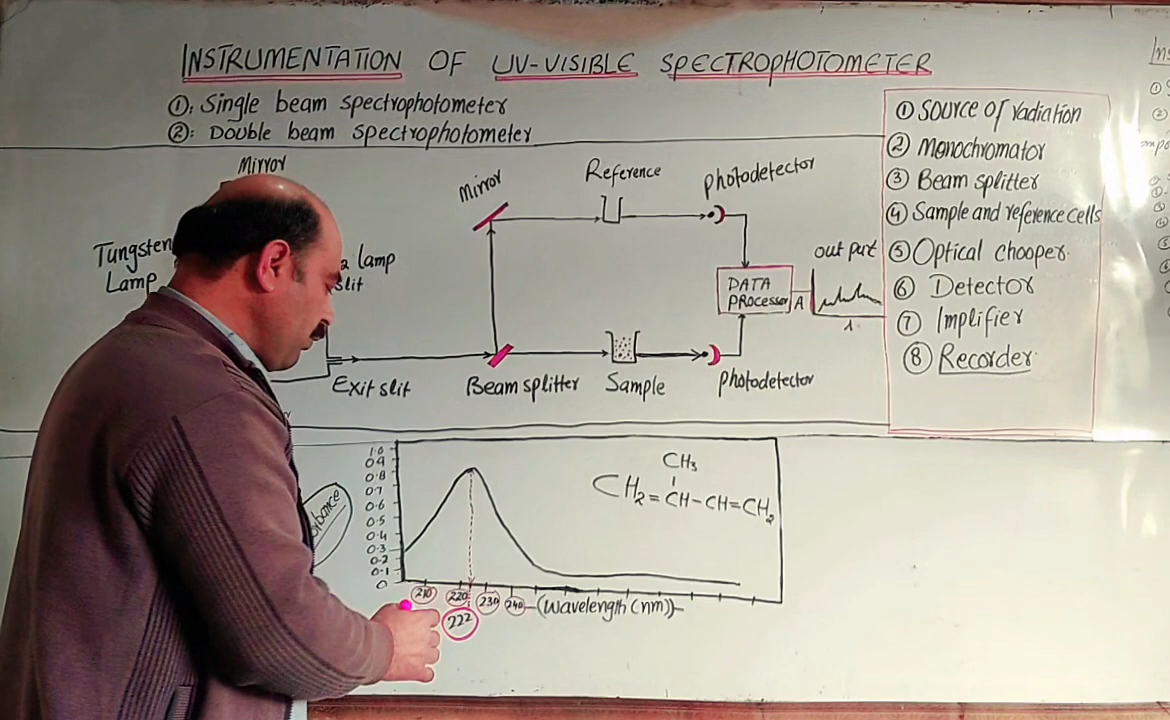 INSTRUMENTATION OF UV-VISIBLE SPECTROPHOTOMETER
①: Single beam spectrophotometer
②: Double beam spectrophotometer
Mirror
Tungsten
Lamp
lamp
slit
Exit slit
Mirror
Reference
photodetector
Beam splitter
Sample
photodetector
DATA
PROCESSOR
A
out put
λ
① Source of radiation
② Monochromator
③ Beam splitter
④ Sample and reference cells
⑤ Optical chooper
⑥ Detector
⑦ Implifier
⑧ Recorder
1.0
0.9
0.8
0.7
0.6
0.5
0.4
0.3
0.2
0.1
0
CH₃
CH₂=CH-CH=CH₂
210 220 230 240 (Wavelength (nm))
222